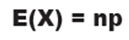 E(X) = np